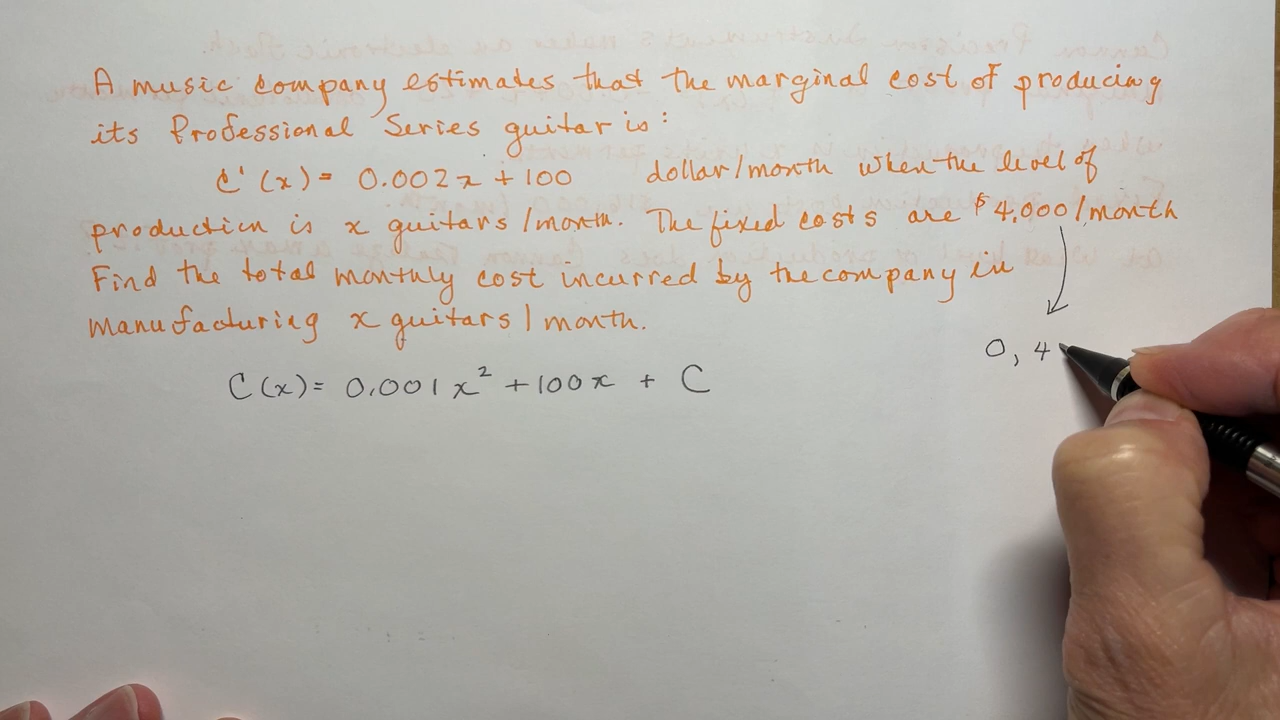 A music company estimates that the marginal cost of producing
its Professional Series guitar is:
C'(x) = 0.002x + 100 dollar/month when the level of
production is x guitars/month. The fixed costs are $4,000/month
Find the total monthly cost incurred by the company in
manufacturing x guitars/month.
0, 4
C(x) = 0.001x² + 100x + C